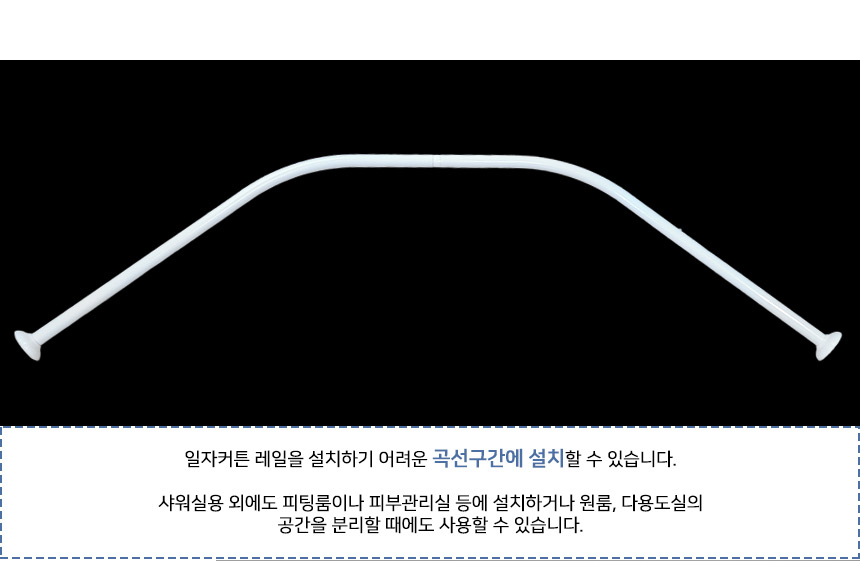 일자커튼 레일을 설치하기 어려운 곡선구간에 설치할 수 있습니다.
샤워실용 외에도 피팅룸이나 피부관리실 등에 설치하거나 원룸, 다용도실의
공간을 분리할 때에도 사용할 수 있습니다.